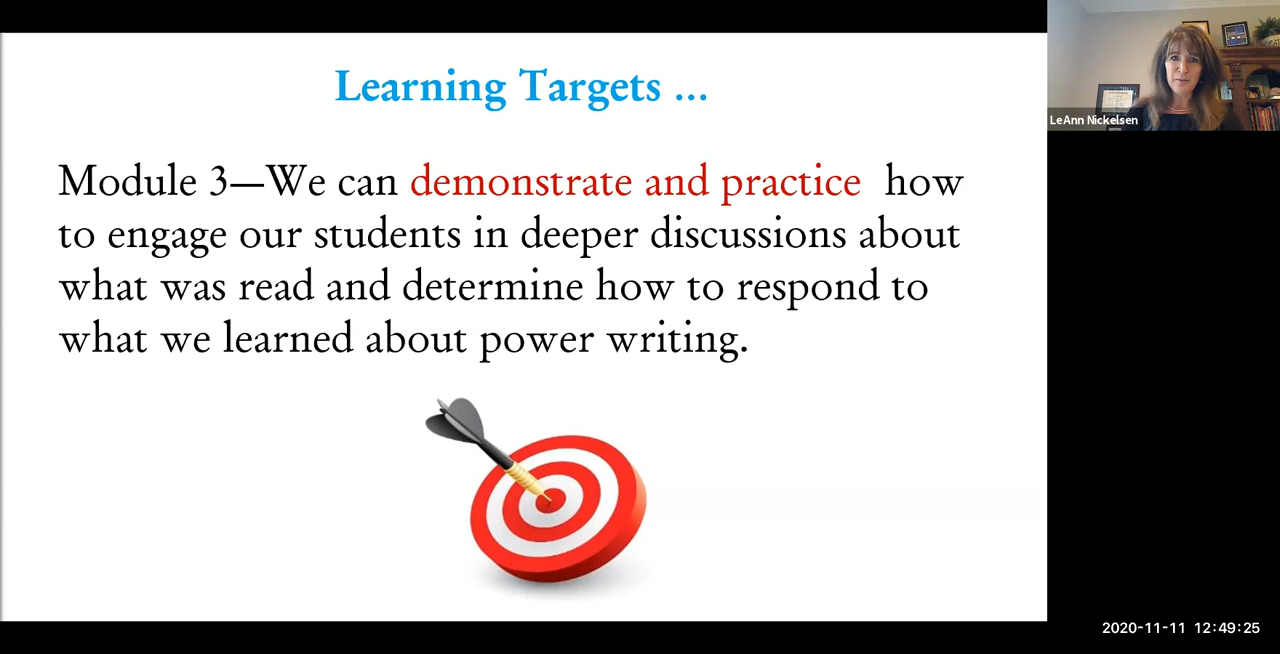 Learning Targets ...
Module 3—We can demonstrate and practice how
to engage our students in deeper discussions about
what was read and determine how to respond to
what we learned about power writing.
LeAnn Nickelsen
2020-11-11 12:49:25